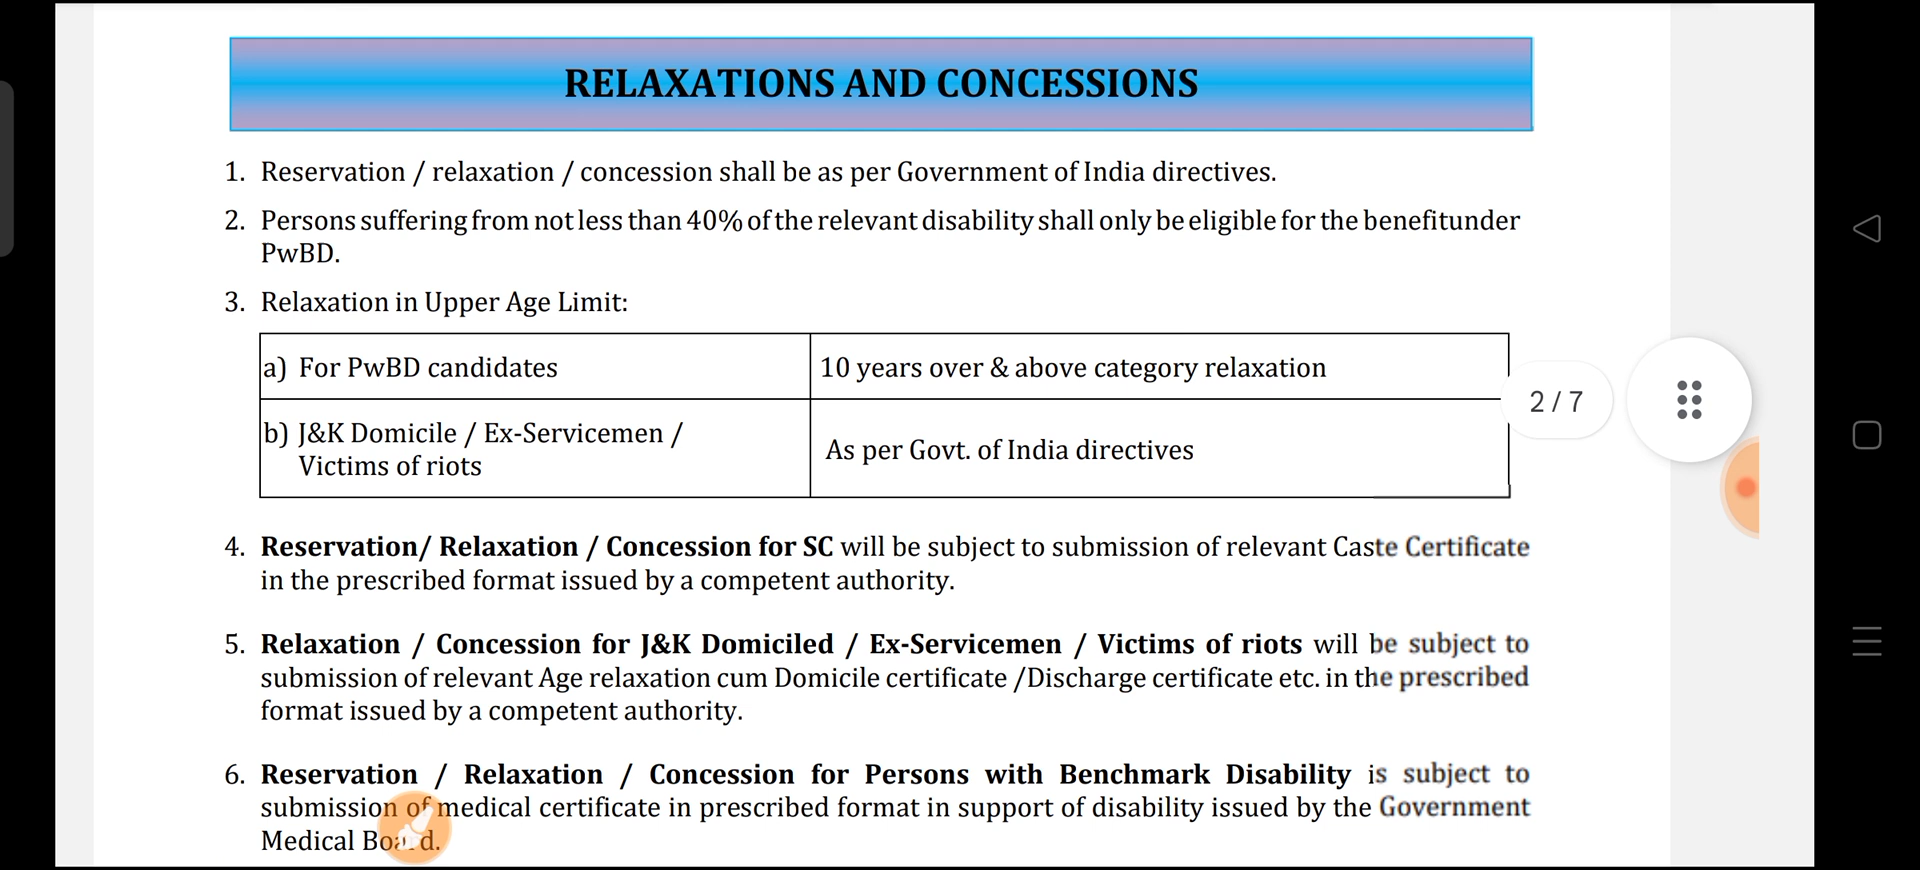 RELAXATIONS AND CONCESSIONS
1. Reservation / relaxation / concession shall be as per Government of India directives.
2. Persons suffering from not less than 40% of the relevant disability shall only be eligible for the benefitunder
PwBD.
3. Relaxation in Upper Age Limit:
a) For PwBD candidates
10 years over & above category relaxation
b) J&K Domicile / Ex-Servicemen /
Victims of riots
As per Govt. of India directives
2 / 7
4. Reservation/ Relaxation / Concession for SC will be subject to submission of relevant Caste Certificate
in the prescribed format issued by a competent authority.
5. Relaxation / Concession for J&K Domiciled / Ex-Servicemen / Victims of riots will be subject to
submission of relevant Age relaxation cum Domicile certificate /Discharge certificate etc. in the prescribed
format issued by a competent authority.
6. Reservation / Relaxation / Concession for Persons with Benchmark Disability is subject to
submission of medical certificate in prescribed format in support of disability issued by the Government
Medical Board.